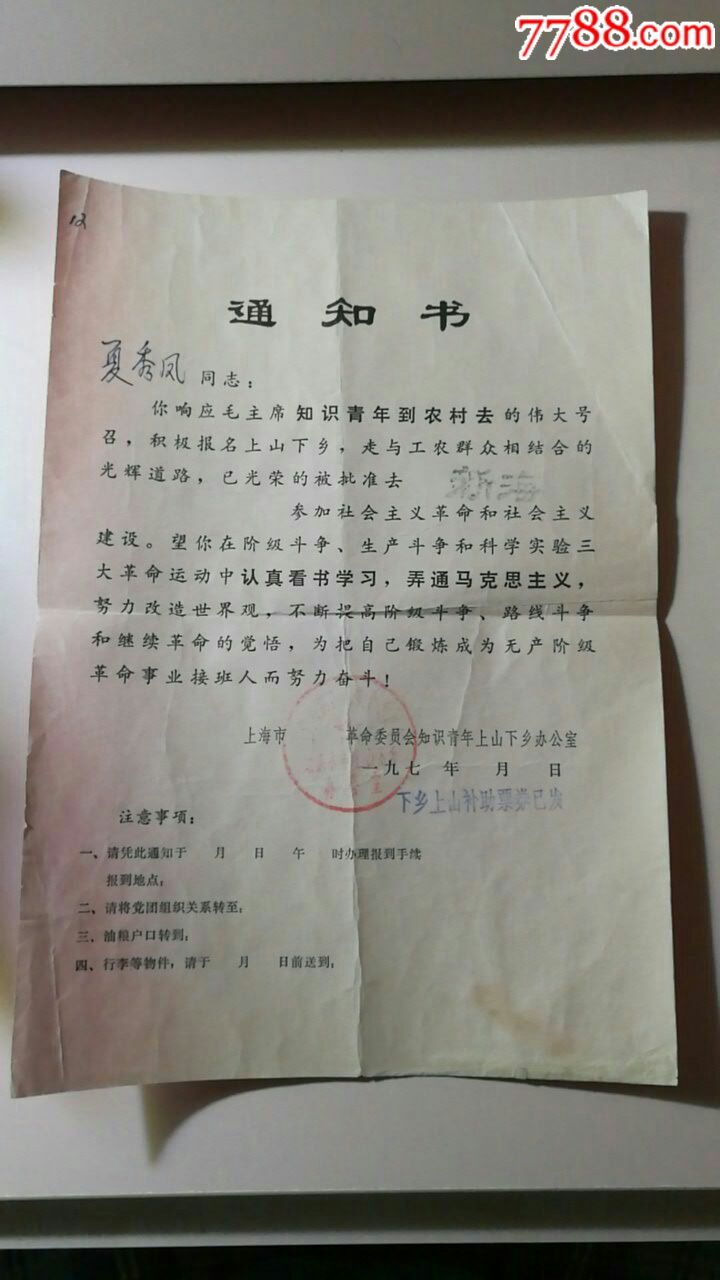 7788.com
12
通知书
夏秀凤同志：
你响应毛主席知识青年到农村去的伟大号
召，积极报名上山下乡，走与工农群众相结合的
光辉道路，已光荣的被批准去 新海
参加社会主义革命和社会主义
建设。望你在阶级斗争、生产斗争和科学实验三
大革命运动中认真看书学习，弄通马克思主义，
努力改造世界观，不断提高阶级斗争、路线斗争
和继续革命的觉悟，为把自己锻炼成为无产阶级
革命事业接班人而努力奋斗！
上海市 革命委员会知识青年上山下乡办公室
一九七 年 月 日
下乡上山补助票券已发
注意事项：
一、请凭此通知于 月 日 午 时办理报到手续
报到地点：
二、请将党团组织关系转至：
三、油粮户口转到：
四、行李等物件，请于 月 日前送到：